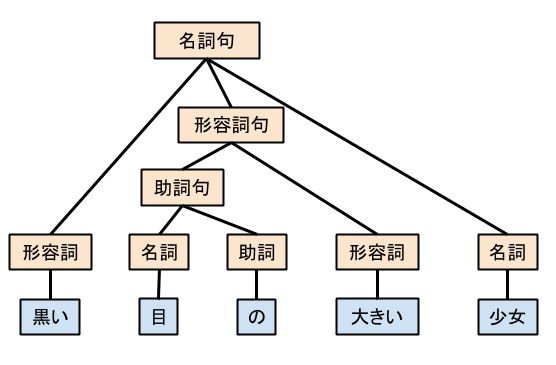 名詞句
形容詞句
助詞句
形容詞 名詞 助詞 形容詞 名詞
黒い 目 の 大きい 少女